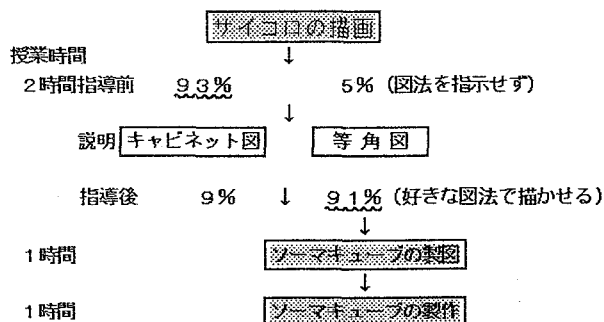 サイコロの描画
授業時間
↓
2時間指導前 93% 5% (図法を指示せず)
↓
説明 キャビネット図 等角図
指導後 9% ↓ 91% (好きな図法で描かせる)
↓
1時間 ソーマキューブの製図
↓
1時間 ソーマキューブの製作